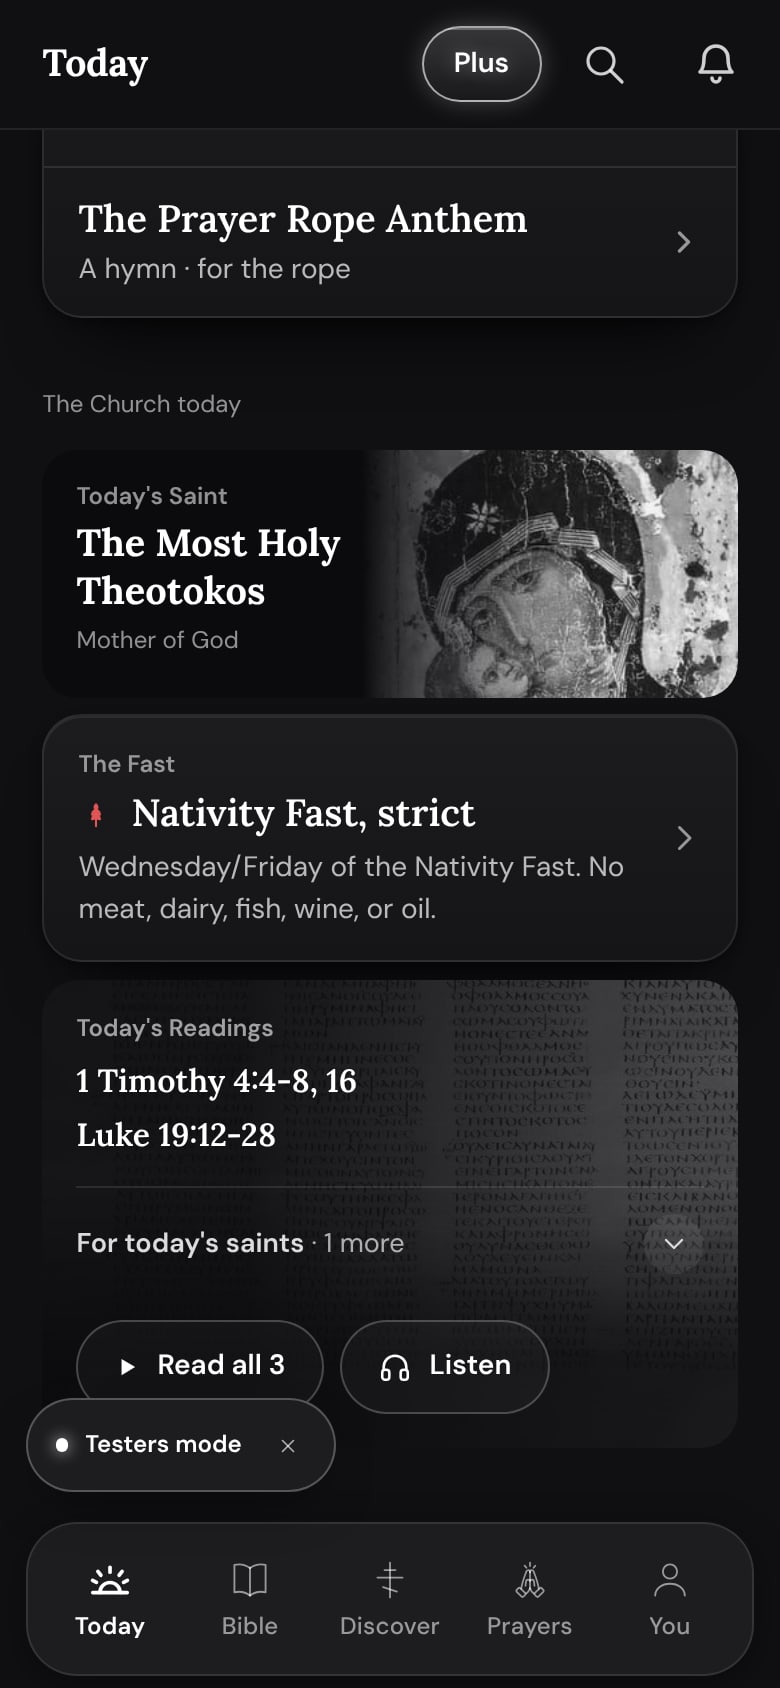 Today
Plus
The Prayer Rope Anthem
A hymn · for the rope
The Church today
Today's Saint
The Most Holy
Theotokos
Mother of God
The Fast
Nativity Fast, strict
Wednesday/Friday of the Nativity Fast. No
meat, dairy, fish, wine, or oil.
Today's Readings
1 Timothy 4:4-8, 16
Luke 19:12-28
For today's saints · 1 more
Read all 3
Listen
Testers mode
Today
Bible
Discover
Prayers
You